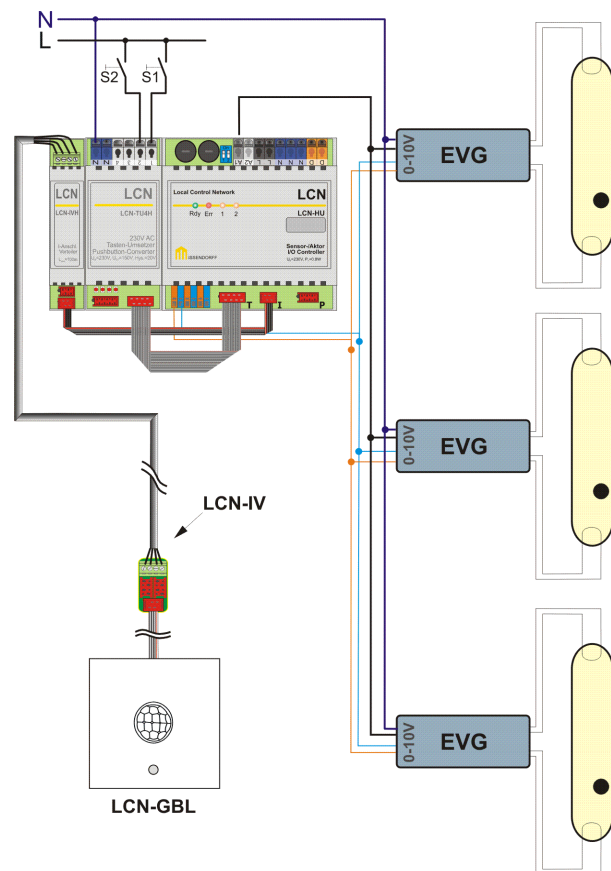 N
L
S2
S1
0-10V
EVG
LCN
LCN-IVH
I-Anschl.
Verteiler
LCN
LCN-TU4H
230V AC
Tasten-Umsetzer
Pushbutton-Converter
Local Control Network
LCN
Rdy Err 1 2
LCN-HU
ISSENDORFF
Sensor-/Aktor
I/O Controller
T
I
P
0-10V
EVG
LCN-IV
0-10V
EVG
LCN-GBL